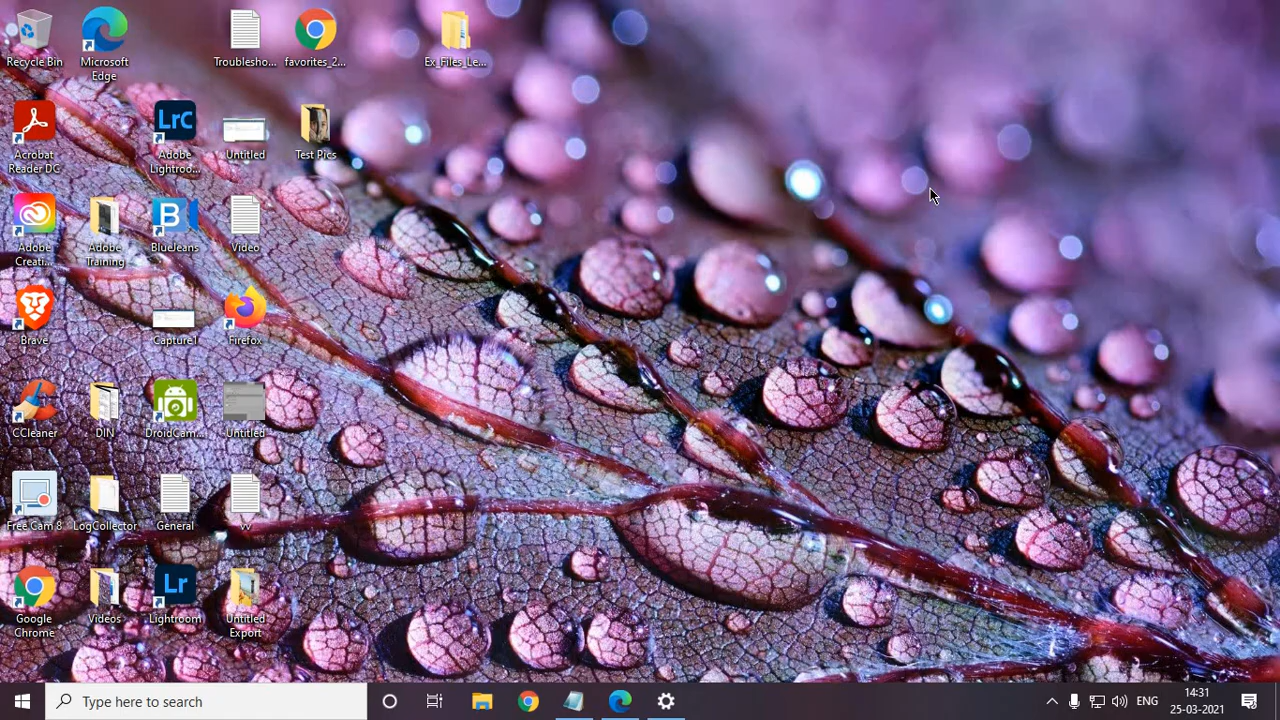 Recycle Bin
Microsoft
Edge
Troublesho...
favorites_2...
Ex_Files_Le...
Acrobat
Reader DC
LrC
Adobe
Lightroo...
Untitled
Test Pics
Adobe
Creati...
Adobe
Training
B
BlueJeans
Video
Brave
Capture1
Firefox
CCleaner
DIN
DroidCam...
Untitled
Free Cam 8
LogCollector
General
vv
Google
Chrome
Videos
Lr
Lightroom
Untitled
Export
Type here to search
ENG
14:31
25-03-2021